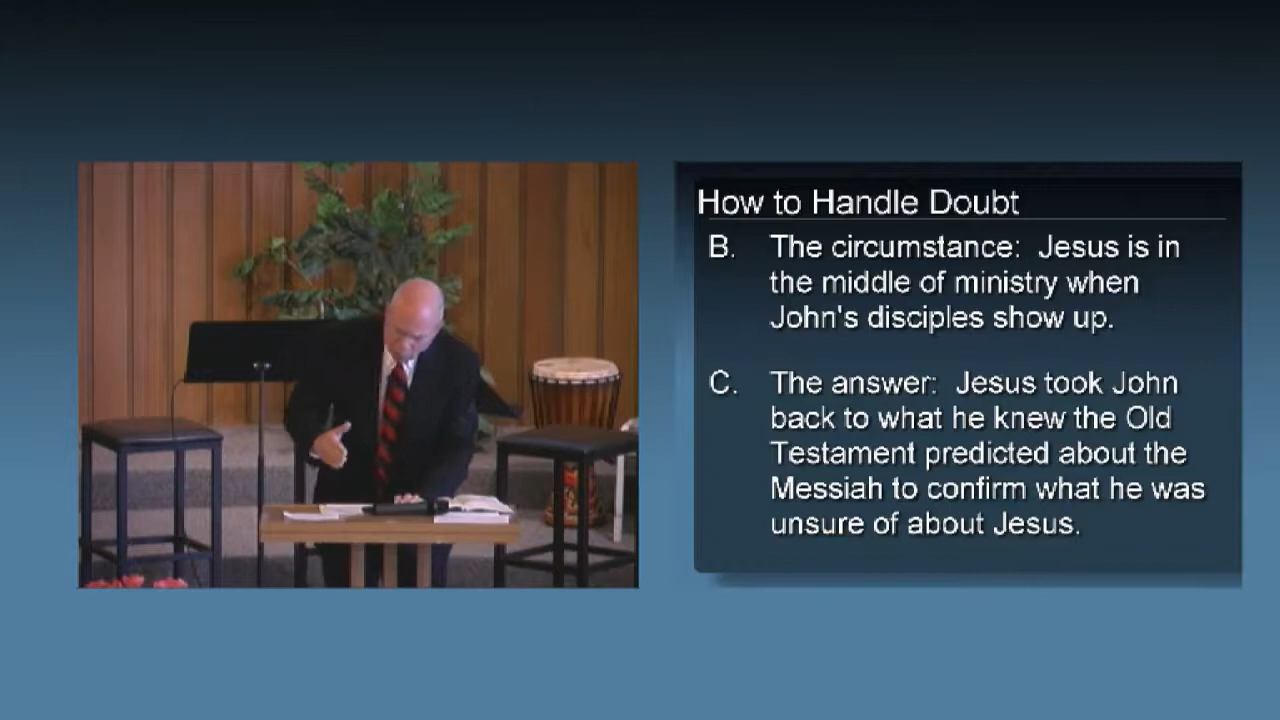 How to Handle Doubt
B. The circumstance: Jesus is in
the middle of ministry when
John's disciples show up.
C. The answer: Jesus took John
back to what he knew the Old
Testament predicted about the
Messiah to confirm what he was
unsure of about Jesus.